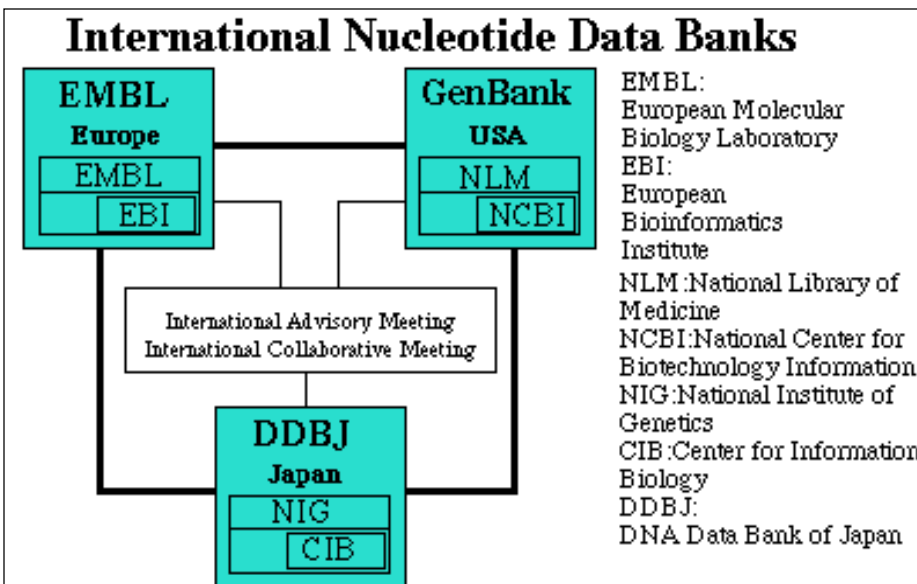 International Nucleotide Data Banks
EMBL
Europe
EMBL
EBI
GenBank
USA
NLM
NCBI
International Advisory Meeting
International Collaborative Meeting
DDBJ
Japan
NIG
CIB
EMBL:
European Molecular
Biology Laboratory
EBI:
European
Bioinformatics
Institute
NLM:National Library of
Medicine
NCBI:National Center for
Biotechnology Information
NIG:National Institute of
Genetics
CIB:Center for Information
Biology
DDBJ:
DNA Data Bank of Japan